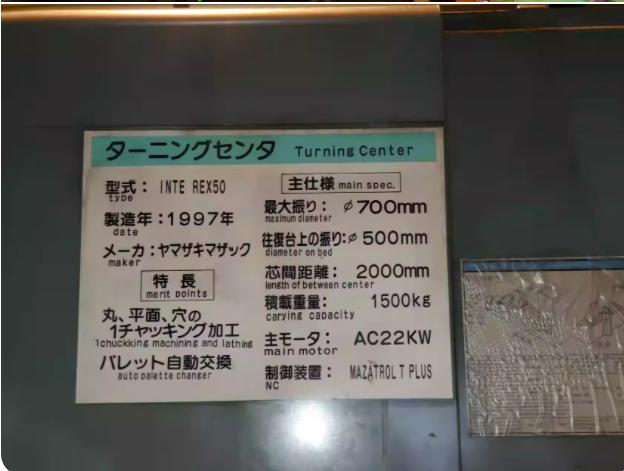 ターニングセンタ Turning Center
型式： INTE REX50
type
製造年：1997年
date
メーカ：ヤマザキマザック
maker
特長
merit points
丸、平面、穴の
1チャッキング加工
1chuckking machining and lathing
パレット自動交換
auto palette changer
主仕様 main spec.
最大振り： φ700mm
maximum diameter
往復台上の振り：φ500mm
diameter on bed
芯間距離： 2000mm
length of between center
積載重量： 1500kg
carying capacity
主モータ： AC22KW
main motor
制御装置： MAZATROL T PLUS
NC